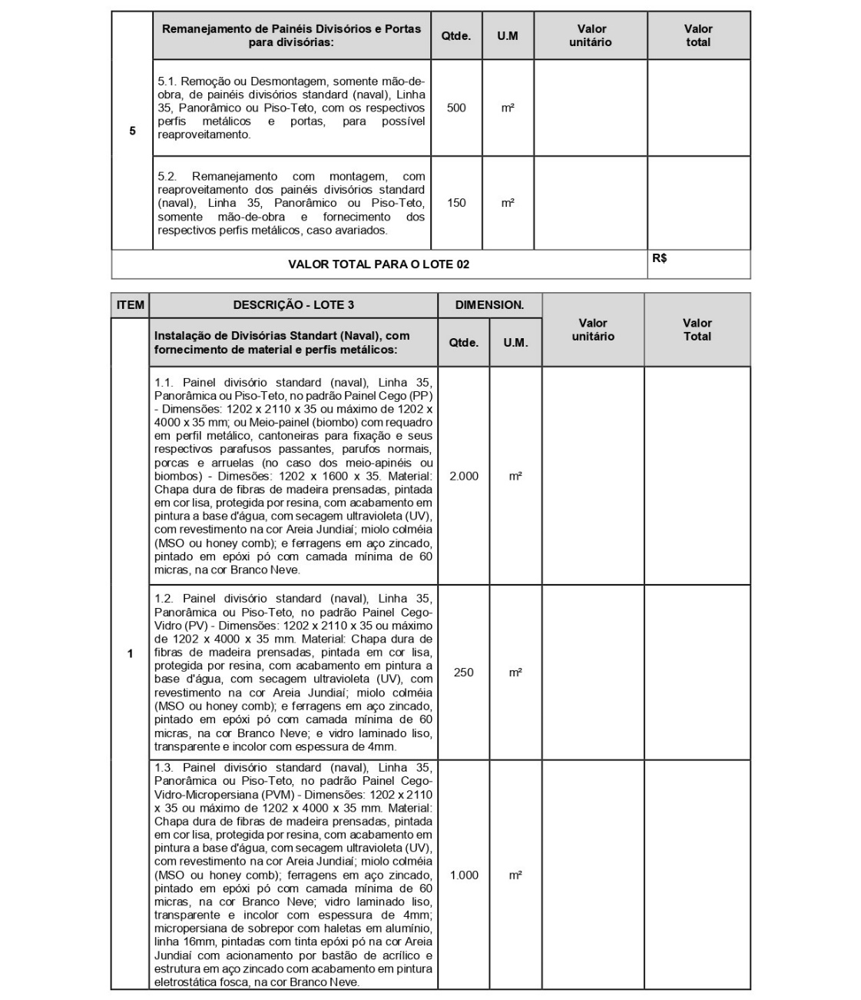 Remanejamento de Painéis Divisórios e Portas
para divisórias:
Qtde.
U.M
Valor
unitário
Valor
total
5
5.1. Remoção ou Desmontagem, somente mão-de-
obra, de painéis divisórios standard (naval), Linha
35, Panorâmico ou Piso-Teto, com os respectivos
perfis metálicos e portas, para possível
reaproveitamento.
500
m²
5.2. Remanejamento com montagem, com
reaproveitamento dos painéis divisórios standard
(naval), Linha 35, Panorâmico ou Piso-Teto,
somente mão-de-obra e fornecimento dos
respectivos perfis metálicos, caso avariados.
150
m²
VALOR TOTAL PARA O LOTE 02
R$
ITEM
DESCRIÇÃO - LOTE 3
DIMENSION.
Valor
unitário
Valor
Total
Instalação de Divisórias Standart (Naval), com
fornecimento de material e perfis metálicos:
Qtde.
U.M.
1
1.1. Painel divisório standard (naval), Linha 35,
Panorâmica ou Piso-Teto, no padrão Painel Cego (PP)
- Dimensões: 1202 x 2110 x 35 ou máximo de 1202 x
4000 x 35 mm; ou Meio-painel (biombo) com requadro
em perfil metálico, cantoneiras para fixação e seus
respectivos parafusos passantes, parufos normais,
porcas e arruelas (no caso dos meio-apinéis ou
biombos) - Dimesões: 1202 x 1600 x 35. Material:
Chapa dura de fibras de madeira prensadas, pintada
em cor lisa, protegida por resina, com acabamento em
pintura a base d'água, com secagem ultravioleta (UV),
com revestimento na cor Areia Jundiaí; miolo colméia
(MSO ou honey comb); e ferragens em aço zincado,
pintado em epóxi pó com camada mínima de 60
micras, na cor Branco Neve.
2.000
m²
1.2. Painel divisório standard (naval), Linha 35,
Panorâmica ou Piso-Teto, no padrão Painel Cego-
Vidro (PV) - Dimensões: 1202 x 2110 x 35 ou máximo
de 1202 x 4000 x 35 mm. Material: Chapa dura de
fibras de madeira prensadas, pintada em cor lisa,
protegida por resina, com acabamento em pintura a
base d'água, com secagem ultravioleta (UV), com
revestimento na cor Areia Jundiaí; miolo colméia
(MSO ou honey comb); e ferragens em aço zincado,
pintado em epóxi pó com camada mínima de 60
micras, na cor Branco Neve; e vidro laminado liso,
transparente e incolor com espessura de 4mm.
250
m²
1.3. Painel divisório standard (naval), Linha 35,
Panorâmica ou Piso-Teto, no padrão Painel Cego-
Vidro-Micropersiana (PVM) - Dimensões: 1202 x 2110
x 35 ou máximo de 1202 x 4000 x 35 mm. Material:
Chapa dura de fibras de madeira prensadas, pintada
em cor lisa, protegida por resina, com acabamento em
pintura a base d'água, com secagem ultravioleta (UV),
com revestimento na cor Areia Jundiaí; miolo colméia
(MSO ou honey comb); ferragens em aço zincado,
pintado em epóxi pó com camada mínima de 60
micras, na cor Branco Neve; vidro laminado liso,
transparente e incolor com espessura de 4mm;
micropersiana de sobrepor com haletas em alumínio,
linha 16mm, pintadas com tinta epóxi pó na cor Areia
Jundiaí com acionamento por bastão de acrílico e
estrutura em aço zincado com acabamento em pintura
eletrostática fosca, na cor Branco Neve.
1.000
m²